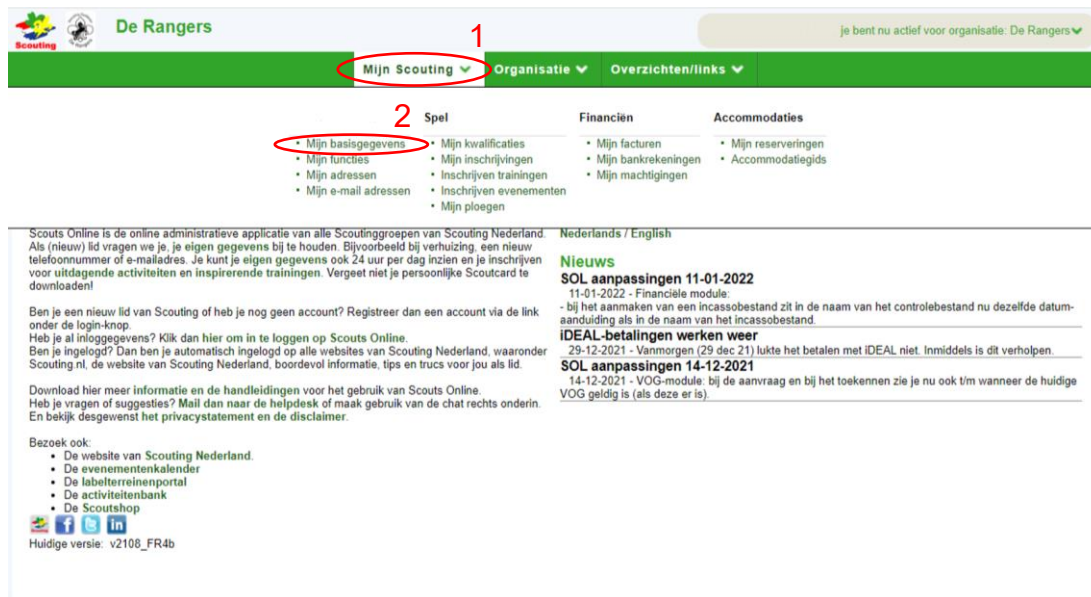 Scouting
De Rangers
1
je bent nu actief voor organisatie: De Rangers
Mijn Scouting
Organisatie
Overzichten/links
2
Spel
Financiën
Accommodaties
• Mijn basisgegevens
• Mijn functies
• Mijn adressen
• Mijn e-mail adressen
• Mijn kwalificaties
• Mijn inschrijvingen
• Inschrijven trainingen
• Inschrijven evenementen
• Mijn ploegen
• Mijn facturen
• Mijn bankrekeningen
• Mijn machtigingen
• Mijn reserveringen
• Accommodatiegids
Scouts Online is de online administratieve applicatie van alle Scoutinggroepen van Scouting Nederland.
Als (nieuw) lid vragen we je, je eigen gegevens bij te houden. Bijvoorbeeld bij verhuizing, een nieuw
telefoonnummer of e-mailadres. Je kunt je eigen gegevens ook 24 uur per dag inzien en je inschrijven
voor uitdagende activiteiten en inspirerende trainingen. Vergeet niet je persoonlijke Scoutcard te
downloaden!
Ben je een nieuw lid van Scouting of heb je nog geen account? Registreer dan een account via de link
onder de login-knop.
Heb je al inloggegevens? Klik dan hier om in te loggen op Scouts Online.
Ben je ingelogd? Dan ben je automatisch ingelogd op alle websites van Scouting Nederland, waaronder
Scouting.nl, de website van Scouting Nederland, boordevol informatie, tips en trucs voor jou als lid.
Download hier meer informatie en de handleidingen voor het gebruik van Scouts Online.
Heb je vragen of suggesties? Mail dan naar de helpdesk of maak gebruik van de chat rechts onderin.
En bekijk desgewenst het privacystatement en de disclaimer.
Bezoek ook:
• De website van Scouting Nederland.
• De evenementenkalender
• De labelterreinenportal
• De activiteitenbank
• De Scoutshop
Huidige versie: v2108_FR4b
Nederlands / English
Nieuws
SOL aanpassingen 11-01-2022
11-01-2022 - Financiële module:
- bij het aanmaken van een incassobestand zit in de naam van het controlebestand nu dezelfde datum-
aanduiding als in de naam van het incassobestand.
iDEAL-betalingen werken weer
29-12-2021 - Vanmorgen (29 dec 21) lukte het betalen met iDEAL niet. Inmiddels is dit verholpen.
SOL aanpassingen 14-12-2021
14-12-2021 - VOG-module: bij de aanvraag en bij het toekennen zie je nu ook t/m wanneer de huidige
VOG geldig is (als deze er is).